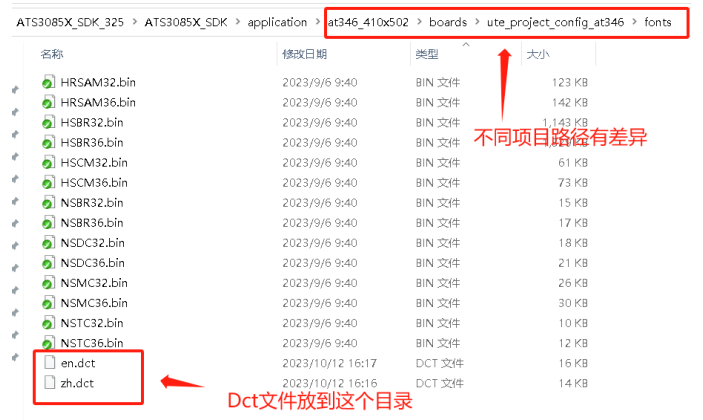 ATS3085X_SDK_325 > ATS3085X_SDK > application > at346_410x502 > boards > ute_project_config_at346 > fonts
名称 修改日期 类型 大小
HRSAM32.bin 2023/9/6 9:40 BIN 文件 123 KB
HRSAM36.bin 2023/9/6 9:40 BIN 文件 142 KB
HSBR32.bin 2023/9/6 9:40 BIN 文件 1,143 KB
HSBR36.bin 2023/9/6 9:40 BIN 文件 KB
不同项目路径有差异
HSCM32.bin 2023/9/6 9:40 BIN 文件 61 KB
HSCM36.bin 2023/9/6 9:40 BIN 文件 73 KB
NSBR32.bin 2023/9/6 9:40 BIN 文件 15 KB
NSBR36.bin 2023/9/6 9:40 BIN 文件 17 KB
NSDC32.bin 2023/9/6 9:40 BIN 文件 18 KB
NSDC36.bin 2023/9/6 9:40 BIN 文件 21 KB
NSMC32.bin 2023/9/6 9:40 BIN 文件 26 KB
NSMC36.bin 2023/9/6 9:40 BIN 文件 30 KB
NSTC32.bin 2023/9/6 9:40 BIN 文件 10 KB
NSTC36.bin 2023/9/6 9:40 BIN 文件 12 KB
en.dct 2023/10/12 16:17 DCT 文件 16 KB
zh.dct 2023/10/12 16:16 DCT 文件 14 KB
Dct文件放到这个目录